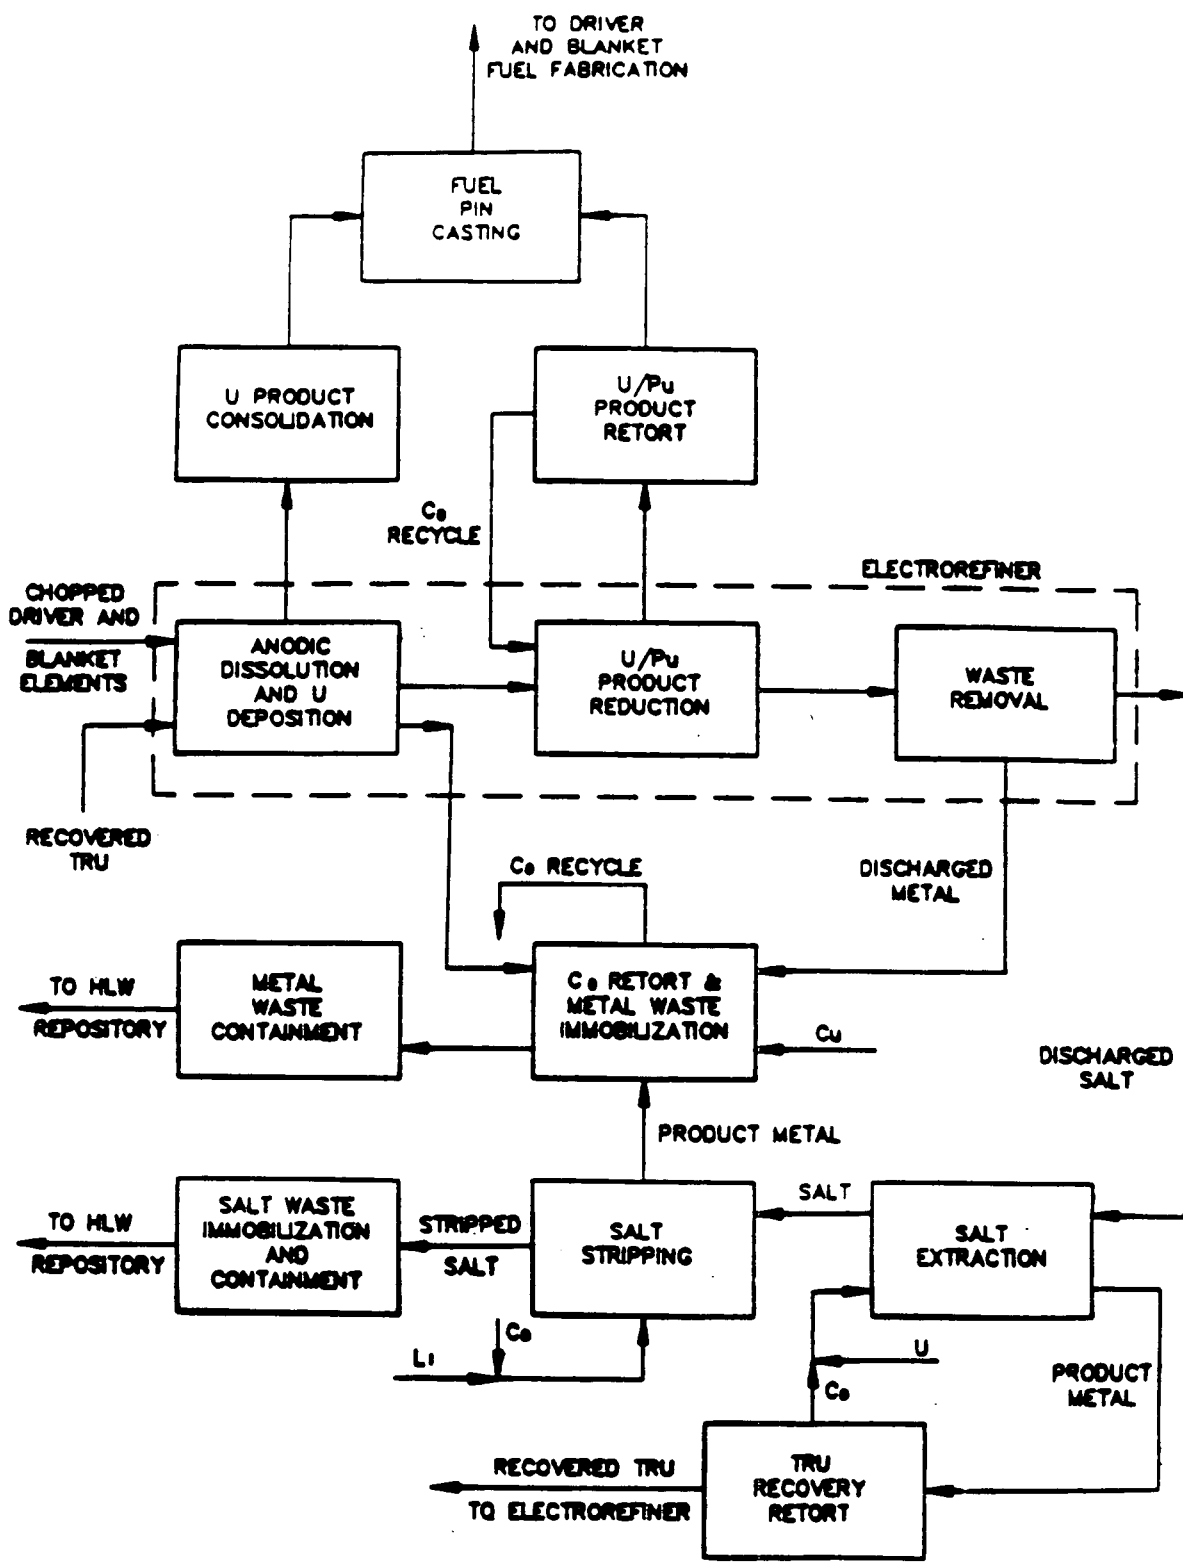 TO DRIVER
AND BLANKET
FUEL FABRICATION
FUEL
PIN
CASTING
U PRODUCT
CONSOLIDATION
U/Pu
PRODUCT
RETORT
Cd
RECYCLE
ELECTROREFINER
CHOPPED
DRIVER AND
BLANKET
ELEMENTS
ANODIC
DISSOLUTION
AND U
DEPOSITION
U/Pu
PRODUCT
REDUCTION
WASTE
REMOVAL
RECOVERED
TRU
Cd RECYCLE
DISCHARGED
METAL
TO HLW
REPOSITORY
METAL
WASTE
CONTAINMENT
Cd RETORT &
METAL WASTE
IMMOBILIZATION
Cu
DISCHARGED
SALT
PRODUCT METAL
TO HLW
REPOSITORY
SALT WASTE
IMMOBILIZATION
AND
CONTAINMENT
STRIPPED
SALT
SALT
STRIPPING
SALT
SALT
EXTRACTION
Cd
Li
U
Cd
PRODUCT
METAL
RECOVERED TRU
TO ELECTROREFINER
TRU
RECOVERY
RETORT